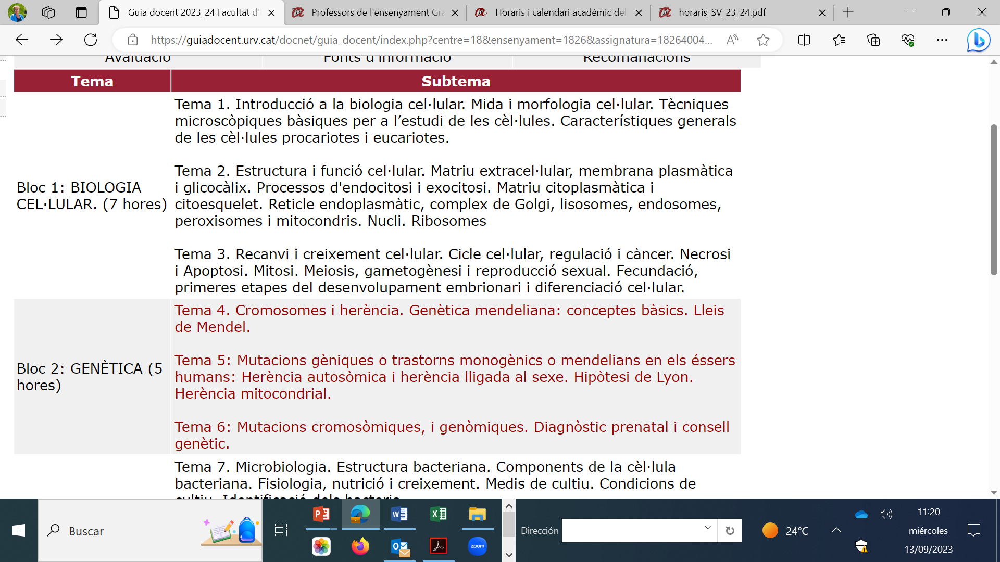 Guia docent 2023_24 Facultat d'
Professors de l'ensenyament Gra
Horaris i calendari acadèmic del
horaris_SV_23_24.pdf
https://guiadocent.urv.cat/docnet/guia_docent/index.php?centre=18&ensenyament=1826&assignatura=18264004...
Avaluació
Fonts d'informació
Recomanacions
Tema
Subtema
Bloc 1: BIOLOGIA
CEL·LULAR. (7 hores)
Tema 1. Introducció a la biologia cel·lular. Mida i morfologia cel·lular. Tècniques
microscòpiques bàsiques per a l’estudi de les cèl·lules. Característiques generals
de les cèl·lules procariotes i eucariotes.
Tema 2. Estructura i funció cel·lular. Matriu extracel·lular, membrana plasmàtica
i glicocàlix. Processos d'endocitosi i exocitosi. Matriu citoplasmàtica i
citoesquelet. Reticle endoplasmàtic, complex de Golgi, lisosomes, endosomes,
peroxisomes i mitocondris. Nucli. Ribosomes
Tema 3. Recanvi i creixement cel·lular. Cicle cel·lular, regulació i càncer. Necrosi
i Apoptosi. Mitosi. Meiosis, gametogènesi i reproducció sexual. Fecundació,
primeres etapes del desenvolupament embrionari i diferenciació cel·lular.
Bloc 2: GENÈTICA (5
hores)
Tema 4. Cromosomes i herència. Genètica mendeliana: conceptes bàsics. Lleis
de Mendel.
Tema 5: Mutacions gèniques o trastorns monogènics o mendelians en els éssers
humans: Herència autosòmica i herència lligada al sexe. Hipòtesi de Lyon.
Herència mitocondrial.
Tema 6: Mutacions cromosòmiques, i genòmiques. Diagnòstic prenatal i consell
genètic.
Tema 7. Microbiologia. Estructura bacteriana. Components de la cèl·lula
bacteriana. Fisiologia, nutrició i creixement. Medis de cultiu. Condicions de
cultiu. Identificació dels bacteris
Buscar
zoom
Dirección
24°C
11:20
miércoles
13/09/2023